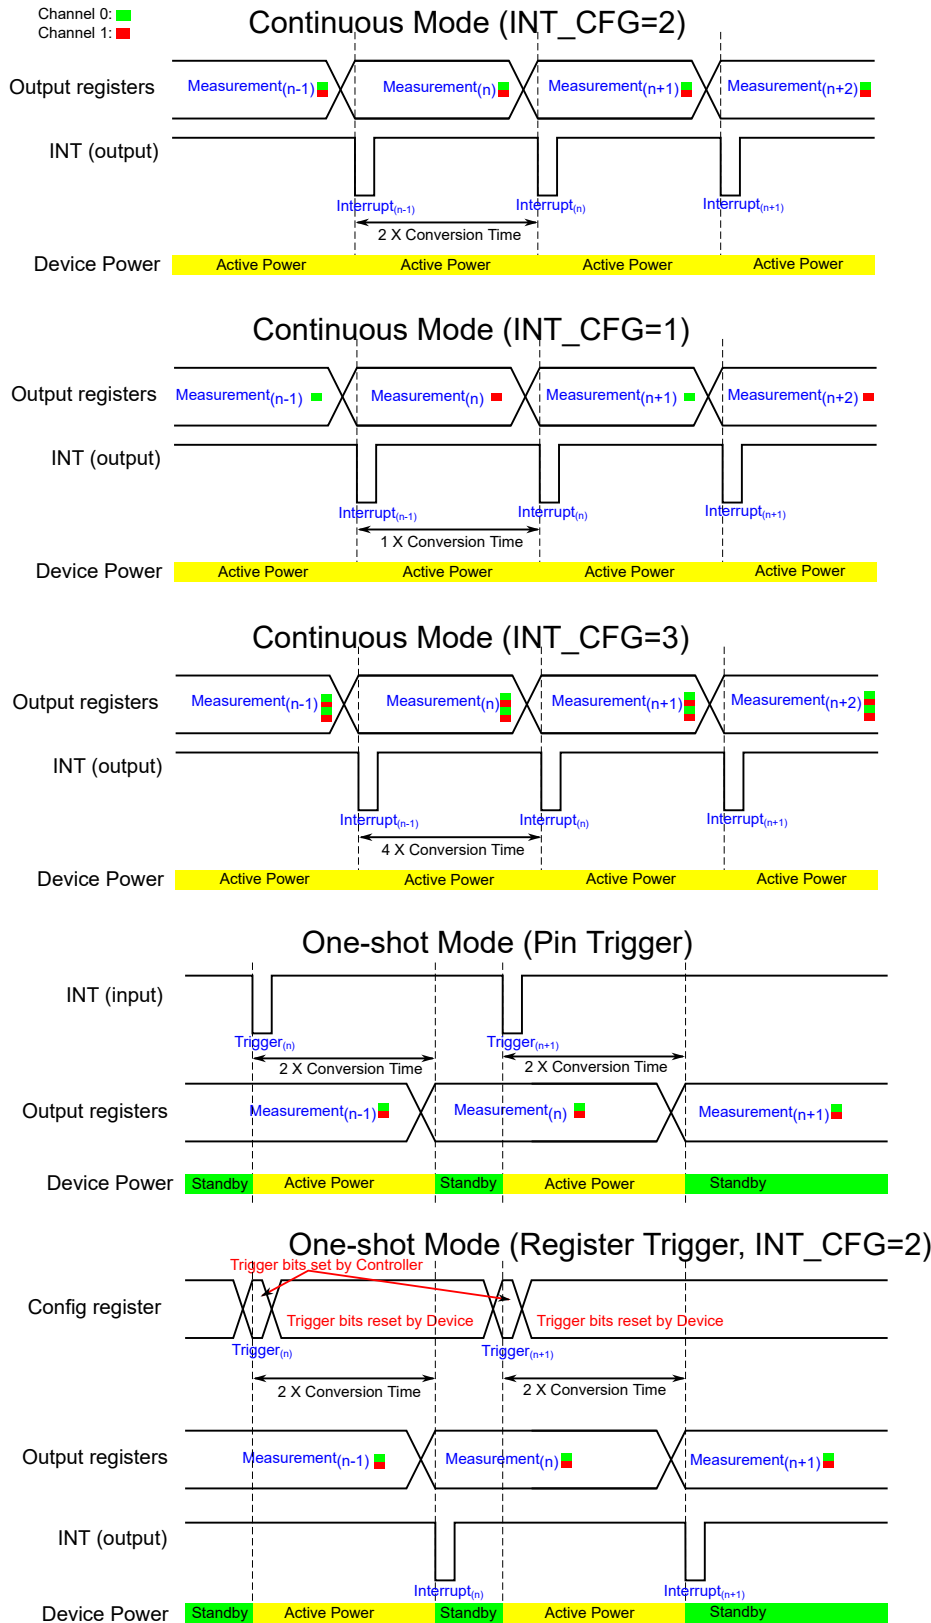 Channel 0:
Channel 1:
Continuous Mode (INT_CFG=2)
Output registers
Measurement(n-1)
Measurement(n)
Measurement(n+1)
Measurement(n+2)
INT (output)
Interrupt(n-1)
Interrupt(n)
Interrupt(n+1)
2 X Conversion Time
Device Power
Active Power
Active Power
Active Power
Active Power
Continuous Mode (INT_CFG=1)
Output registers
Measurement(n-1)
Measurement(n)
Measurement(n+1)
Measurement(n+2)
INT (output)
Interrupt(n-1)
Interrupt(n)
Interrupt(n+1)
1 X Conversion Time
Device Power
Active Power
Active Power
Active Power
Active Power
Continuous Mode (INT_CFG=3)
Output registers
Measurement(n-1)
Measurement(n)
Measurement(n+1)
Measurement(n+2)
INT (output)
Interrupt(n-1)
Interrupt(n)
Interrupt(n+1)
4 X Conversion Time
Device Power
Active Power
Active Power
Active Power
Active Power
One-shot Mode (Pin Trigger)
INT (input)
Trigger(n)
Trigger(n+1)
2 X Conversion Time
2 X Conversion Time
Output registers
Measurement(n-1)
Measurement(n)
Measurement(n+1)
Device Power
Standby
Active Power
Standby
Active Power
Standby
One-shot Mode (Register Trigger, INT_CFG=2)
Trigger bits set by Controller
Config register
Trigger bits reset by Device
Trigger bits reset by Device
Trigger(n)
Trigger(n+1)
2 X Conversion Time
2 X Conversion Time
Output registers
Measurement(n-1)
Measurement(n)
Measurement(n+1)
INT (output)
Interrupt(n)
Interrupt(n+1)
Device Power
Standby
Active Power
Standby
Active Power
Standby